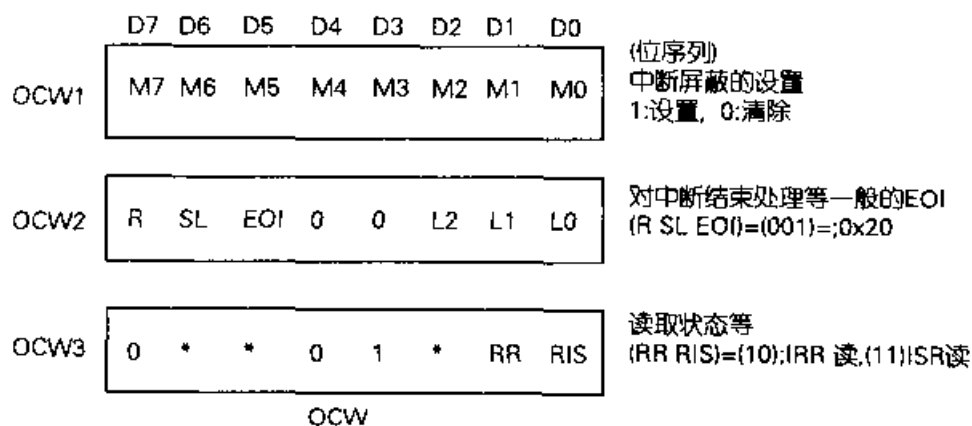 D7 D6 D5 D4 D3 D2 D1 D0
OCW1 M7 M6 M5 M4 M3 M2 M1 M0
(位序列)
中断屏蔽的设置
1:设置, 0:清除
OCW2 R SL EOI 0 0 L2 L1 L0
对中断结束处理等一般的EOI
(R SL EOI)=(001)=;0x20
OCW3 0 * * 0 1 * RR RIS
读取状态等
(RR RIS)=(10);IRR 读,(11)ISR读
OCW